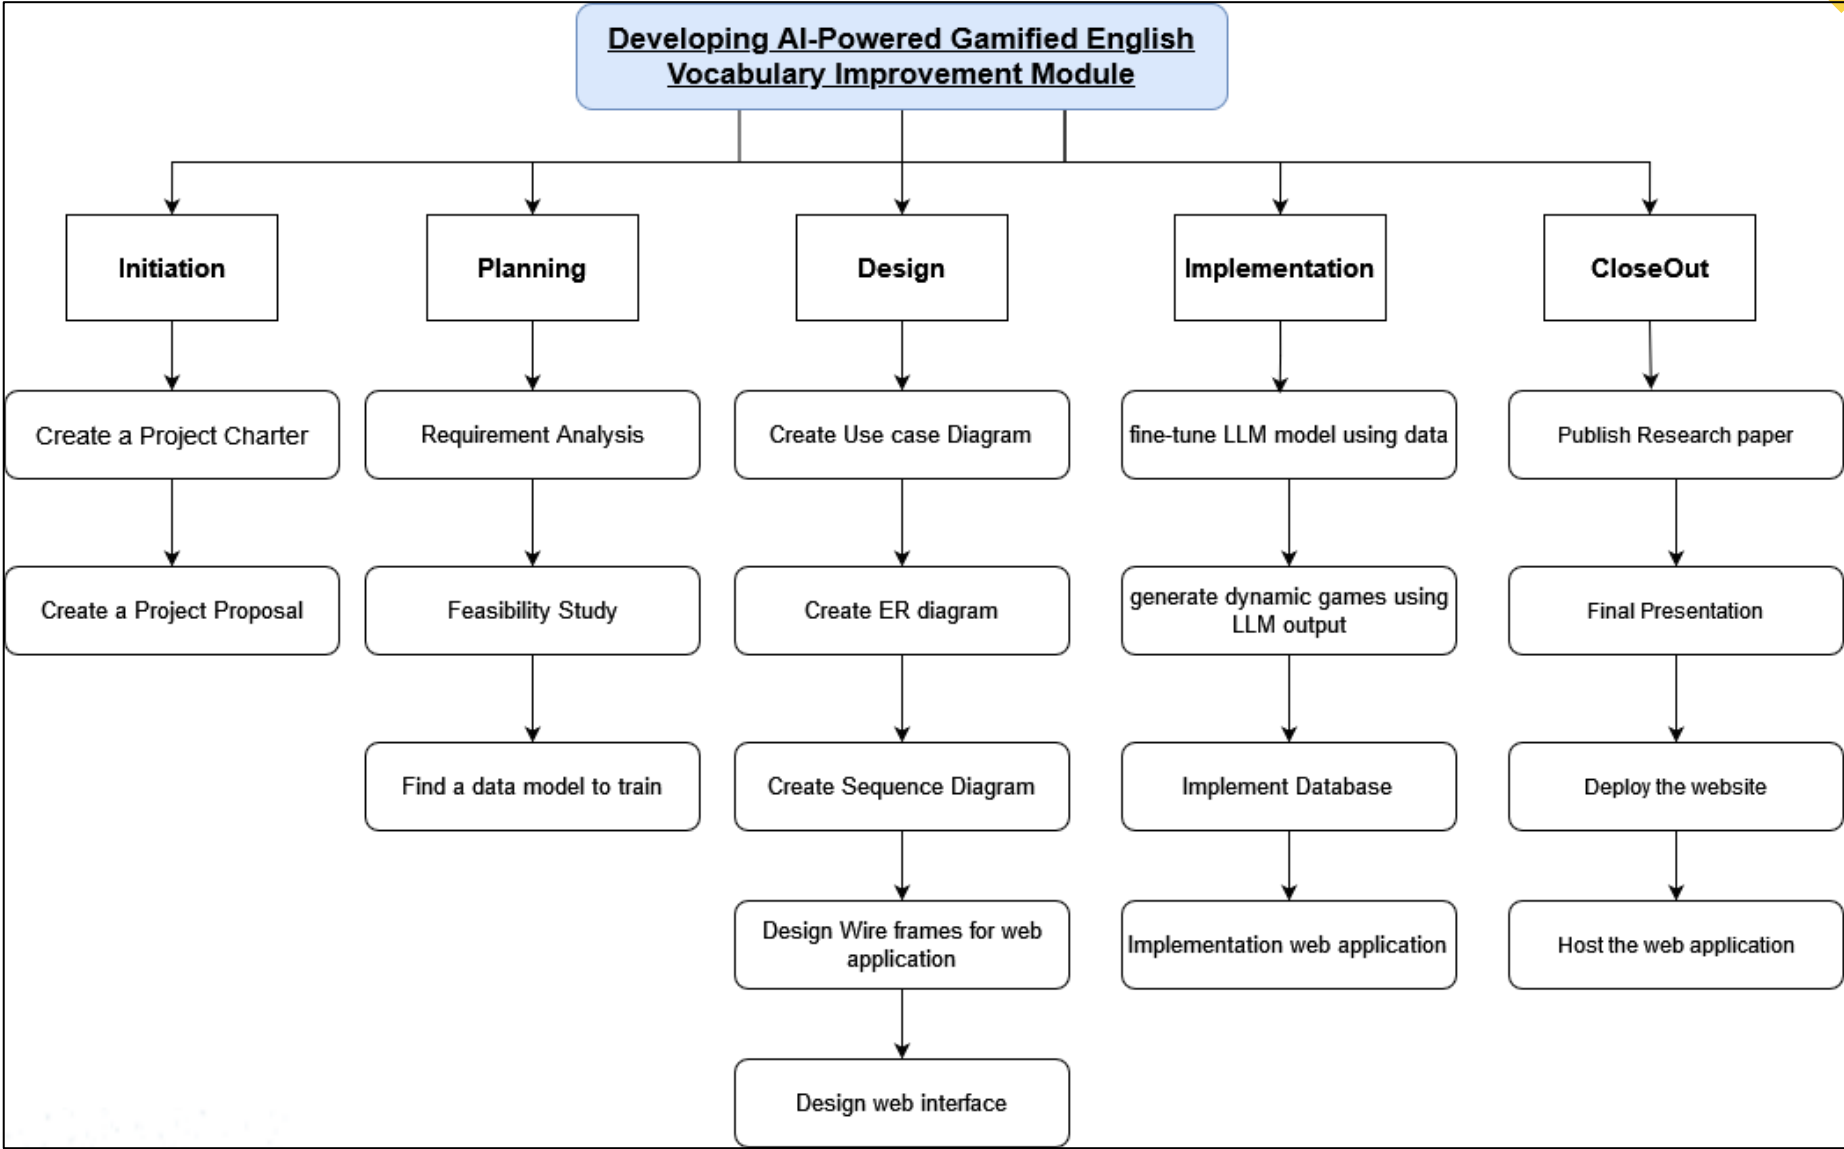 Developing AI-Powered Gamified English
Vocabulary Improvement Module
Initiation
Planning
Design
Implementation
CloseOut
Create a Project Charter
Requirement Analysis
Create Use case Diagram
fine-tune LLM model using data
Publish Research paper
Create a Project Proposal
Feasibility Study
Create ER diagram
generate dynamic games using
LLM output
Final Presentation
Find a data model to train
Create Sequence Diagram
Implement Database
Deploy the website
Design Wire frames for web
application
Implementation web application
Host the web application
Design web interface